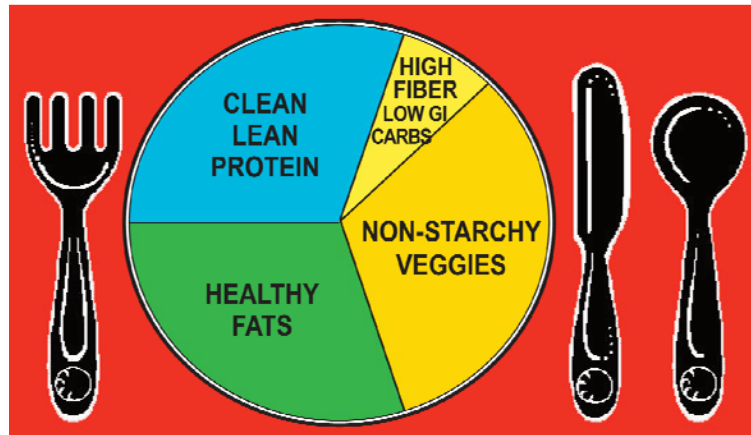 CLEAN
LEAN
PROTEIN
HIGH
FIBER
LOW GI
CARBS
NON-STARCHY
VEGGIES
HEALTHY
FATS